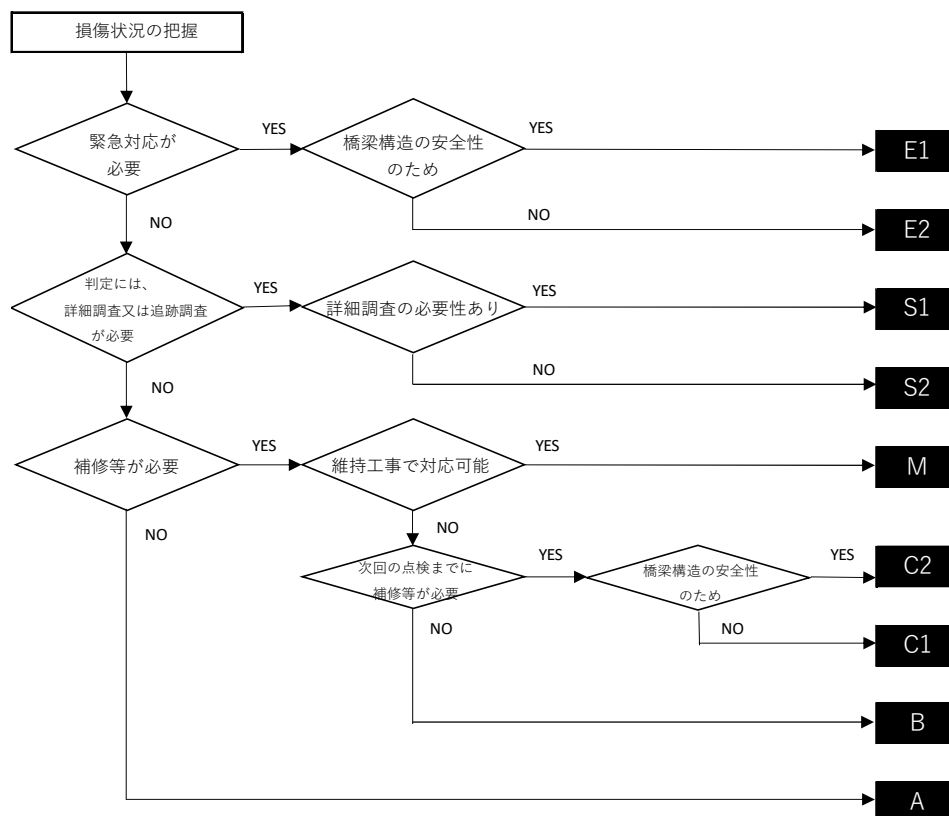 損傷状況の把握
緊急対応が
必要
YES
橋梁構造の安全性
のため
YES
E1
NO
NO
E2
判定には、
詳細調査又は追跡調査
が必要
YES
詳細調査の必要性あり
YES
S1
NO
NO
S2
補修等が必要
YES
維持工事で対応可能
YES
M
NO
NO
次回の点検までに
補修等が必要
YES
橋梁構造の安全性
のため
YES
C2
NO
NO
C1
B
A